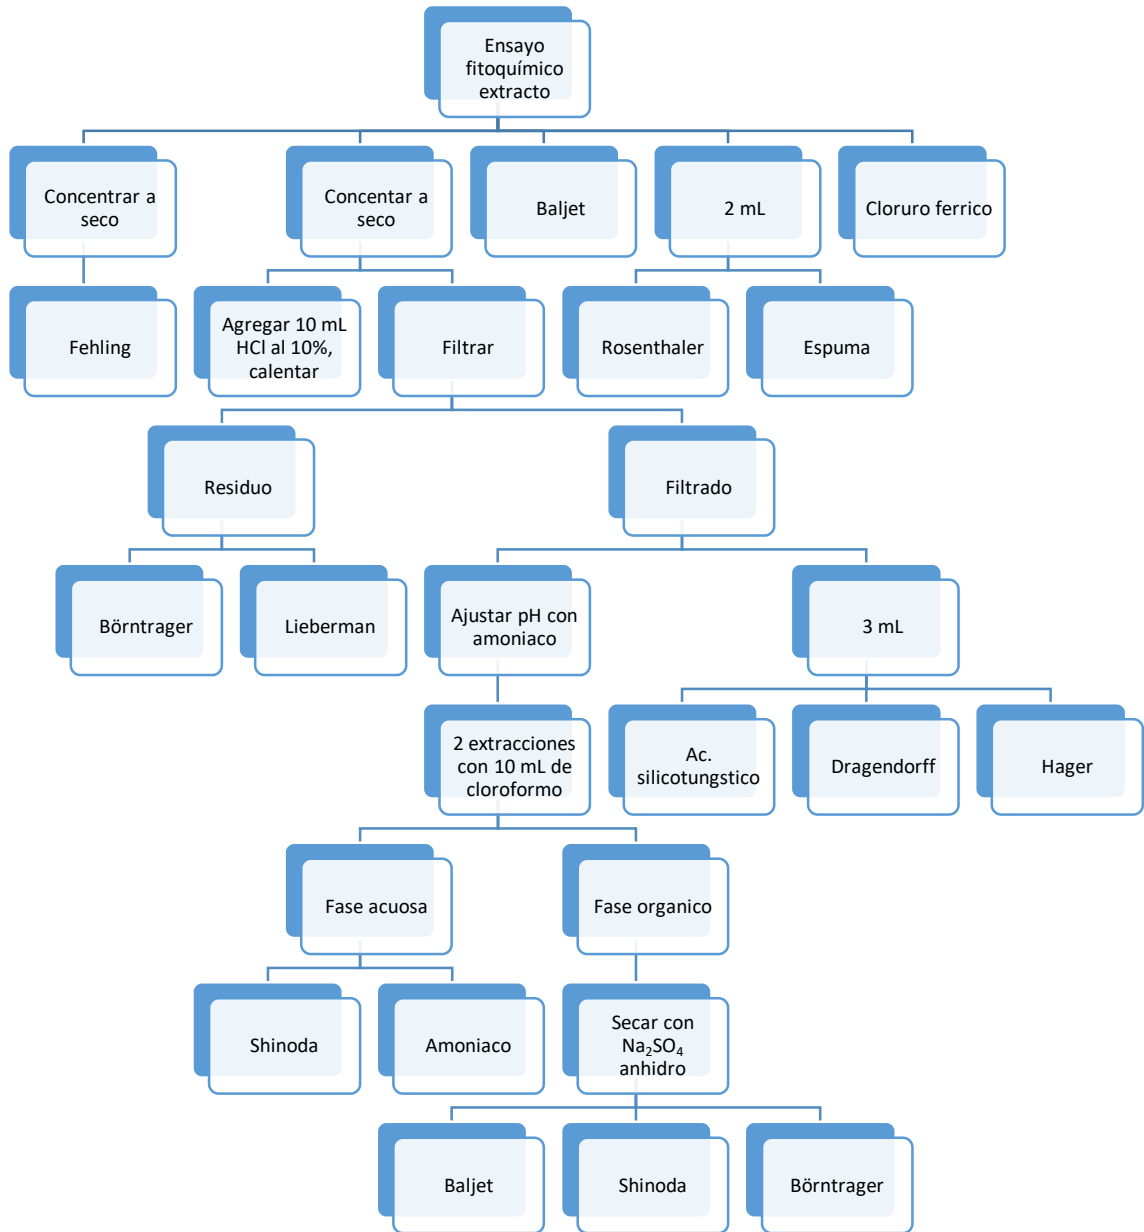 Ensayo
fitoquímico
extracto
Concentrar a
seco
Concentar a
seco
Baljet
2 mL
Cloruro ferrico
Fehling
Agregar 10 mL
HCl al 10%,
calentar
Filtrar
Rosenthaler
Espuma
Residuo
Filtrado
Börntrager
Lieberman
Ajustar pH con
amoniaco
3 mL
2 extracciones
con 10 mL de
cloroformo
Ac.
silicotungstico
Dragendorff
Hager
Fase acuosa
Fase organico
Shinoda
Amoniaco
Secar con
Na₂SO₄
anhidro
Baljet
Shinoda
Börntrager